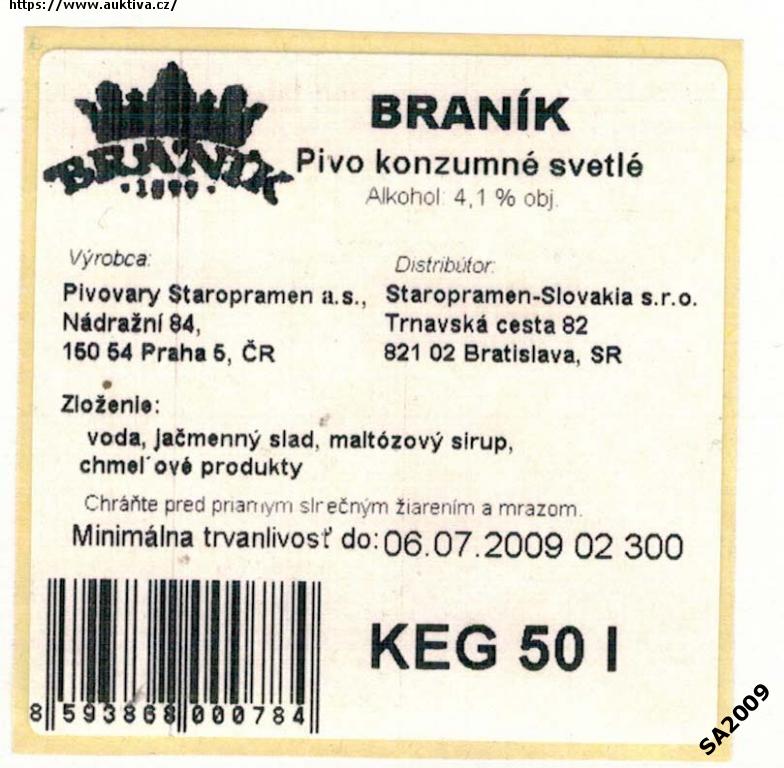 https://www.auktiva.cz/
BRANÍK
· 1899 ·
BRANÍK
Pivo konzumné svetlé
Alkohol: 4,1 % obj.
Výrobca:
Pivovary Staropramen a.s.,
Nádražní 84,
150 54 Praha 5, ČR
Distribútor:
Staropramen-Slovakia s.r.o.
Trnavská cesta 82
821 02 Bratislava, SR
Zloženie:
voda, jačmenný slad, maltózový sirup,
chmeľové produkty
Chráňte pred priamym slnečným žiarením a mrazom.
Minimálna trvanlivosť do: 06.07.2009 02 300
8 593868 000784
KEG 50 l
SA2009